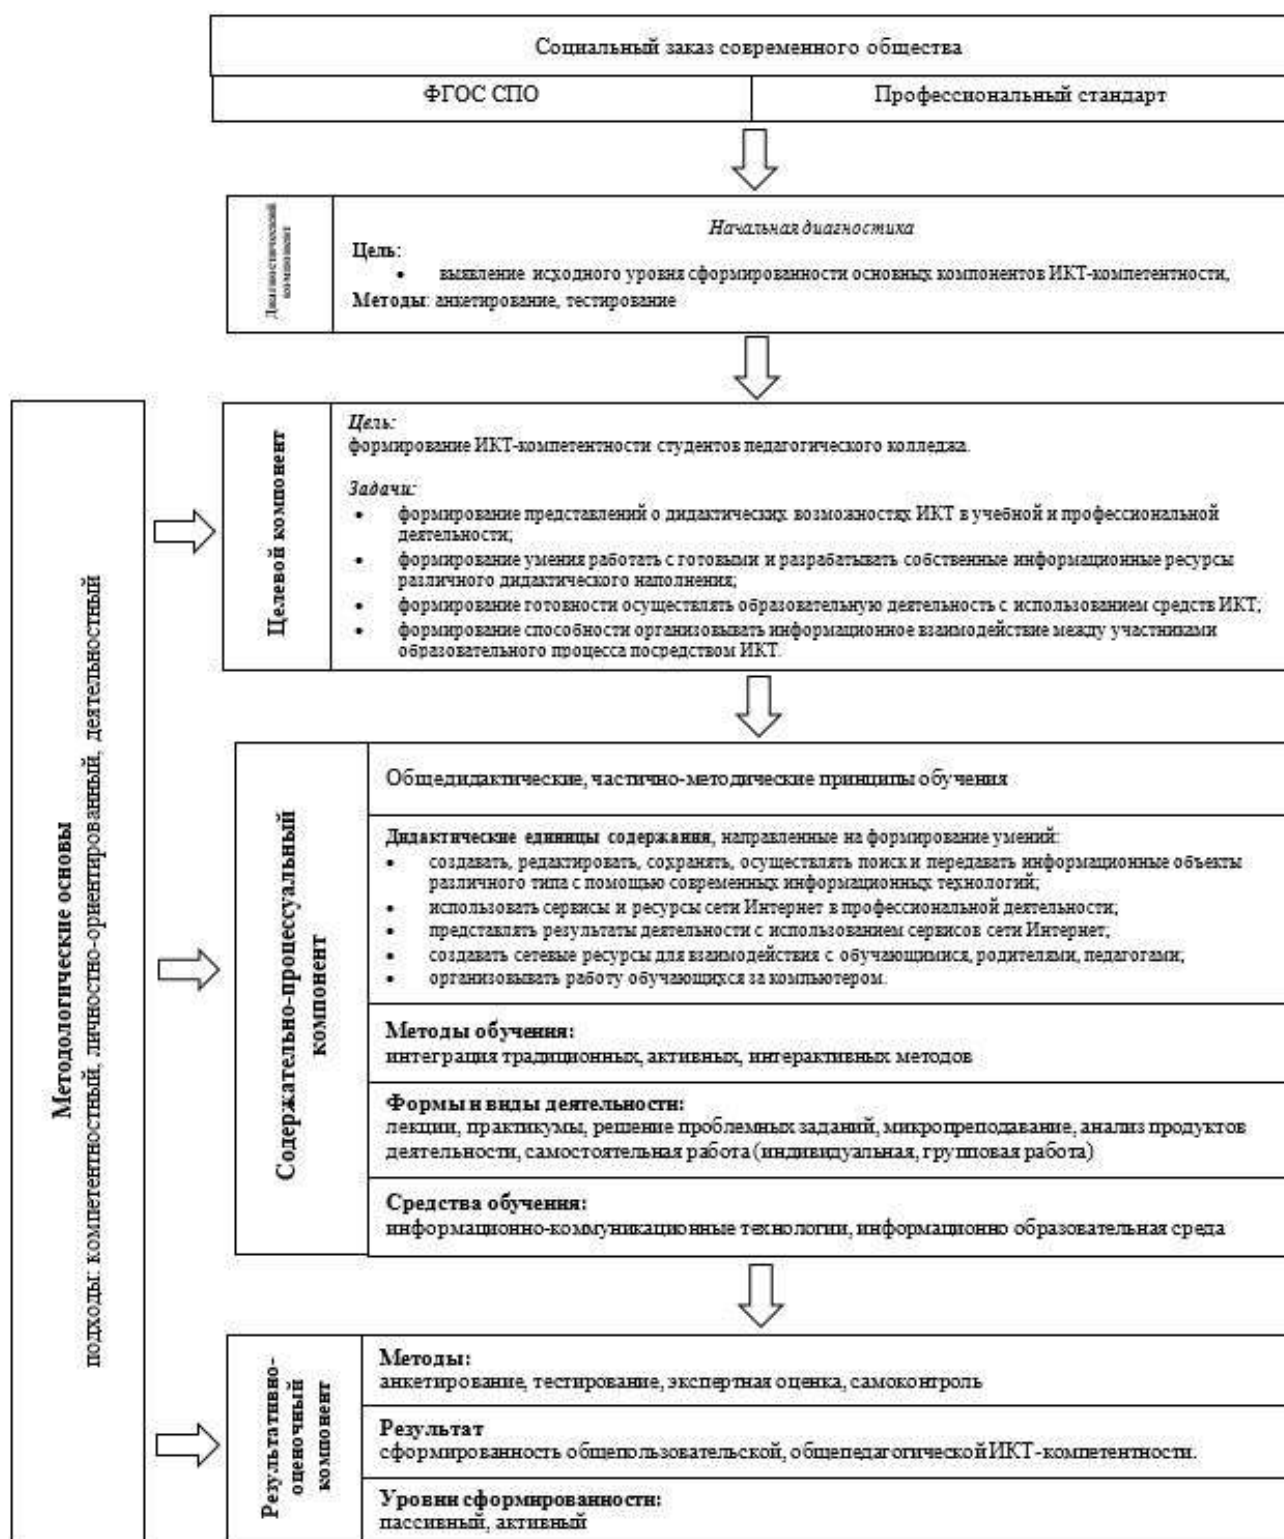 Социальный заказ современного общества
ФГОС СПО
Профессиональный стандарт
Диагностический
компонент
Начальная диагностика
Цель:
• выявление исходного уровня сформированности основных компонентов ИКТ-компетентности,
Методы: анкетирование, тестирование
Методологические основы
подходы: компетентностный, личностно-ориентированный, деятельностный
Целевой компонент
Цель:
формирование ИКТ-компетентности студентов педагогического колледжа.
Задачи:
• формирование представлений о дидактических возможностях ИКТ в учебной и профессиональной
деятельности;
• формирование умения работать с готовыми и разрабатывать собственные информационные ресурсы
различного дидактического наполнения;
• формирование готовности осуществлять образовательную деятельность с использованием средств ИКТ;
• формирование способности организовывать информационное взаимодействие между участниками
образовательного процесса посредством ИКТ.
Содержательно-процессуальный
компонент
Общедидактические, частично-методические принципы обучения
Дидактические единицы содержания, направленные на формирование умений:
• создавать, редактировать, сохранять, осуществлять поиск и передавать информационные объекты
различного типа с помощью современных информационных технологий;
• использовать сервисы и ресурсы сети Интернет в профессиональной деятельности;
• представлять результаты деятельности с использованием сервисов сети Интернет;
• создавать сетевые ресурсы для взаимодействия с обучающимися, родителями, педагогами;
• организовывать работу обучающихся за компьютером.
Методы обучения:
интеграция традиционных, активных, интерактивных методов
Формы и виды деятельности:
лекции, практикумы, решение проблемных заданий, микропреподавание, анализ продуктов
деятельности, самостоятельная работа (индивидуальная, групповая работа)
Средства обучения:
информационно-коммуникационные технологии, информационно образовательная среда
Результативно-
оценочный
компонент
Методы:
анкетирование, тестирование, экспертная оценка, самоконтроль
Результат
сформированность общепользовательской, общепедагогической ИКТ-компетентности.
Уровни сформированности:
пассивный, активный